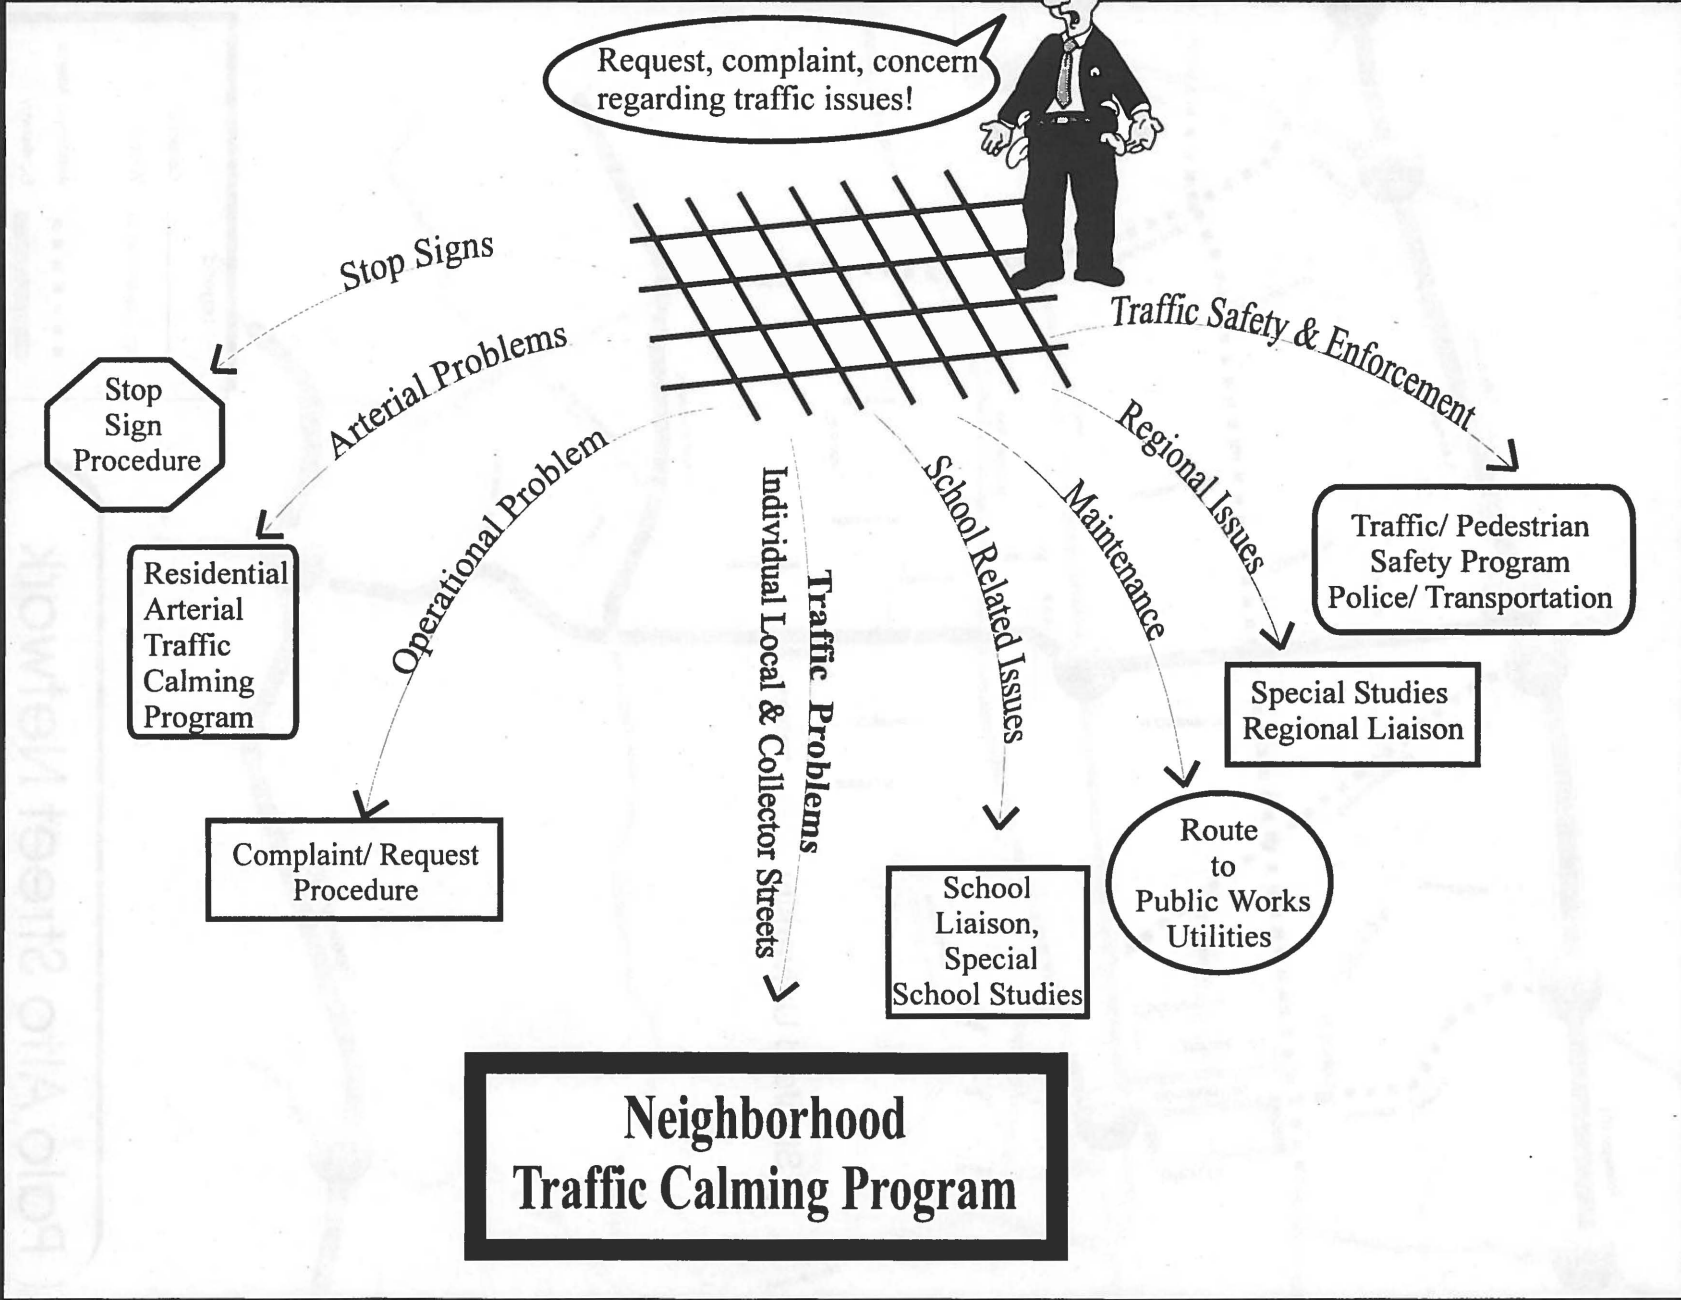 Request, complaint, concern
regarding traffic issues!
Stop Signs
Arterial Problems
Operational Problem
Individual Local & Collector Streets
Traffic Problems
School Related Issues
Maintenance
Regional Issues
Traffic Safety & Enforcement
Stop
Sign
Procedure
Residential
Arterial
Traffic
Calming
Program
Complaint/ Request
Procedure
School
Liaison,
Special
School Studies
Route
to
Public Works
Utilities
Special Studies
Regional Liaison
Traffic/ Pedestrian
Safety Program
Police/ Transportation
Neighborhood
Traffic Calming Program
Palo Alto Street Network